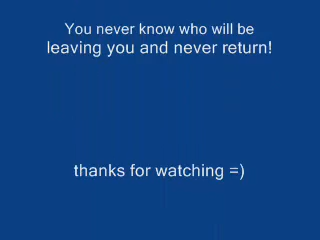 You never know who will be
leaving you and never return!
thanks for watching =)